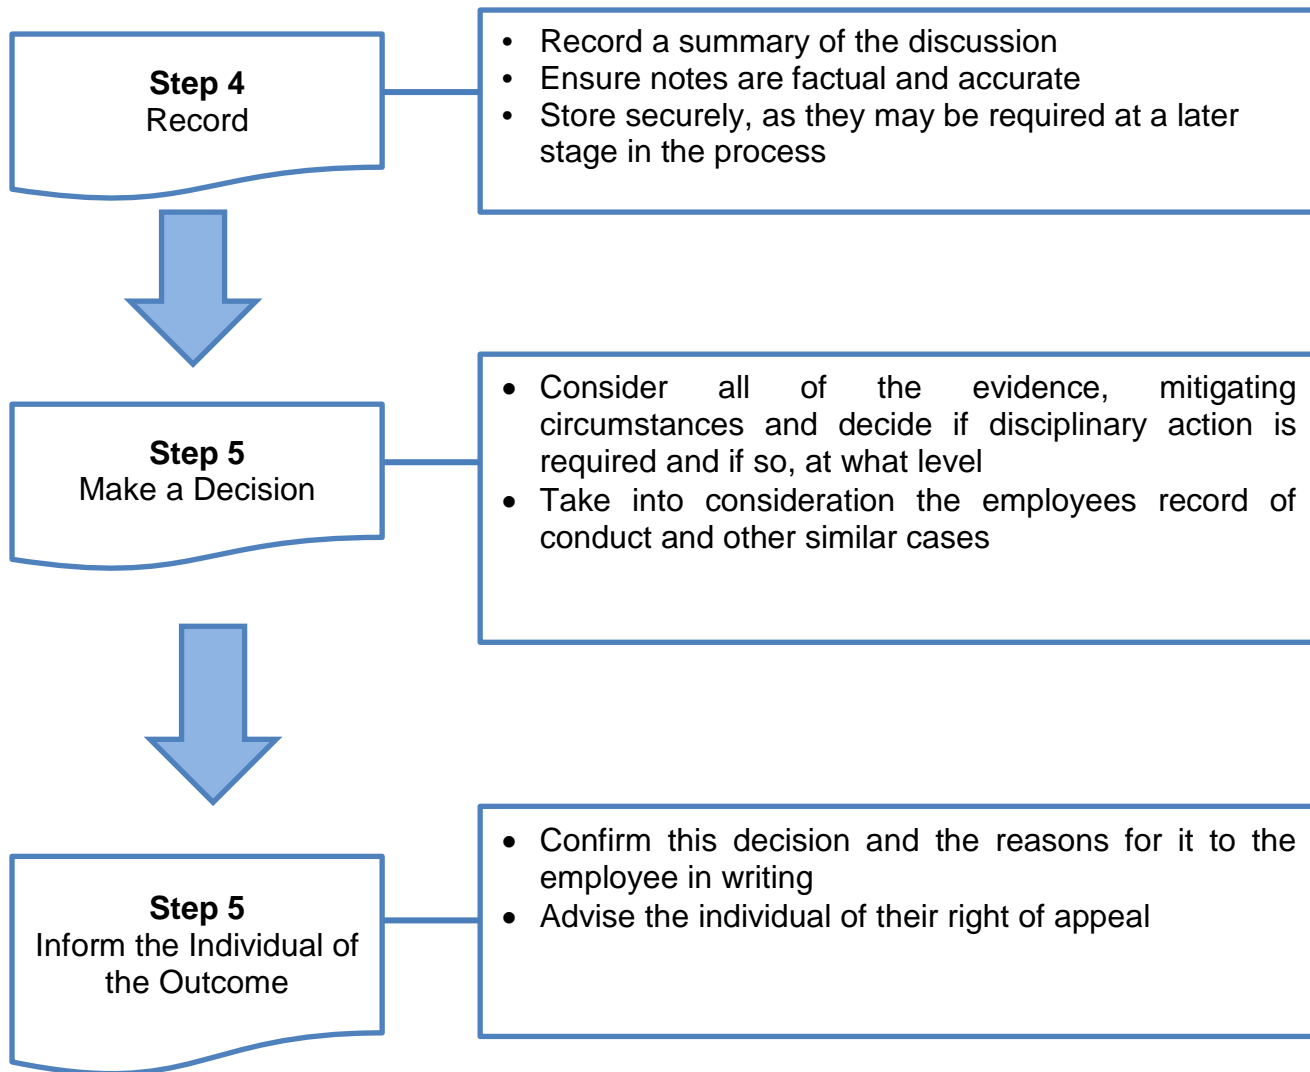 Step 4
Record
• Record a summary of the discussion
• Ensure notes are factual and accurate
• Store securely, as they may be required at a later
stage in the process
Step 5
Make a Decision
• Consider all of the evidence, mitigating
circumstances and decide if disciplinary action is
required and if so, at what level
• Take into consideration the employees record of
conduct and other similar cases
Step 5
Inform the Individual of
the Outcome
• Confirm this decision and the reasons for it to the
employee in writing
• Advise the individual of their right of appeal